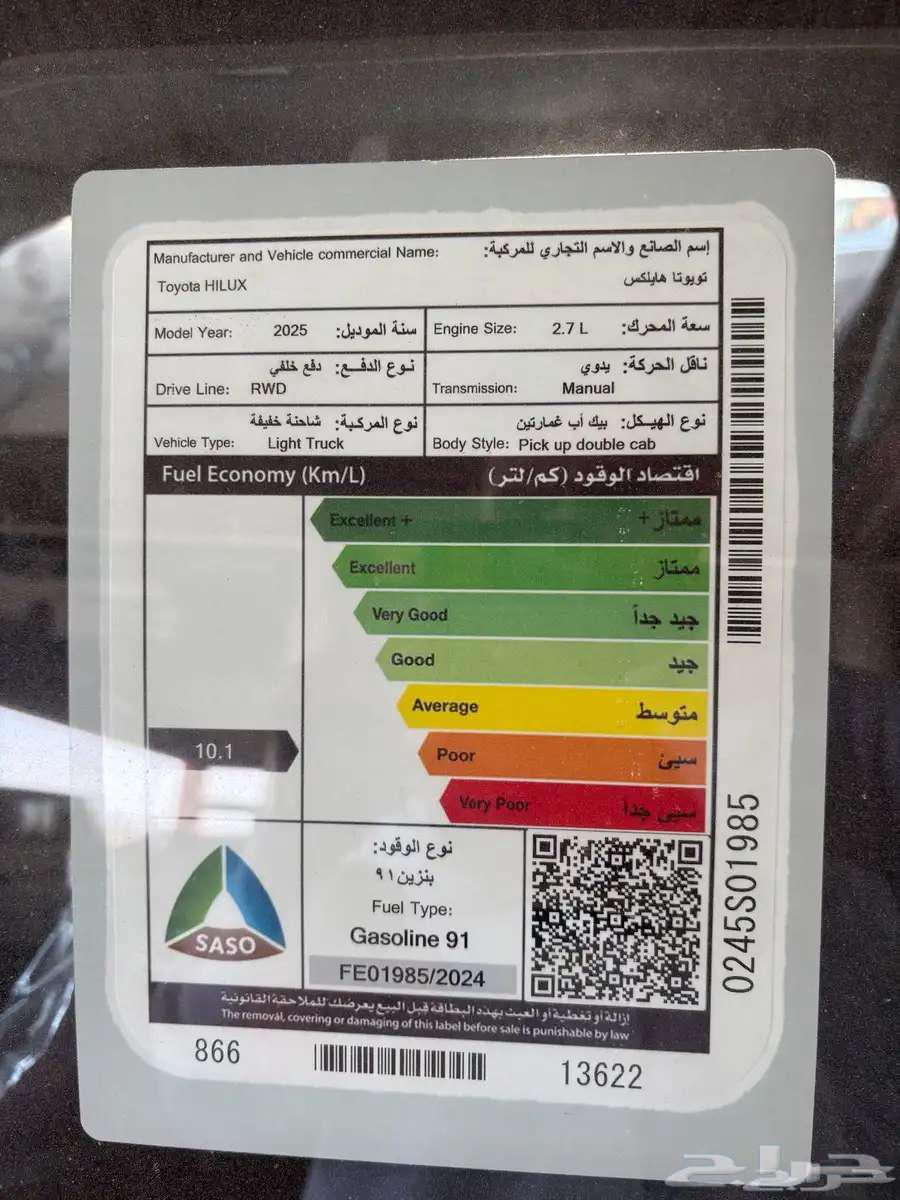 Manufacturer and Vehicle commercial Name: إسم الصانع والاسم التجاري للمركبة:
Toyota HILUX تويوتا هايلكس
Model Year: 2025 سنة الموديل:
Engine Size: 2.7 L سعة المحرك:
نوع الدفع: دفع خلفي
Drive Line: RWD
ناقل الحركة: يدوي
Transmission: Manual
نوع المركبة: شاحنة خفيفة
Vehicle Type: Light Truck
نوع الهيكل: بيك أب غمارتين
Body Style: Pick up double cab
Fuel Economy (Km/L) اقتصاد الوقود (كم/لتر)
Excellent + ممتاز +
Excellent ممتاز
Very Good جيد جداً
Good جيد
Average متوسط
10.1
Poor سيئ
Very Poor سيئ جداً
SASO
نوع الوقود:
بنزين ٩١
Fuel Type:
Gasoline 91
FE01985/2024
إزالة أو تغطية أو العبث بهذه البطاقة قبل البيع يعرضك للملاحقة القانونية
The removal, covering or damaging of this label before sale is punishable by law
866 13622
0245S01985
حراج